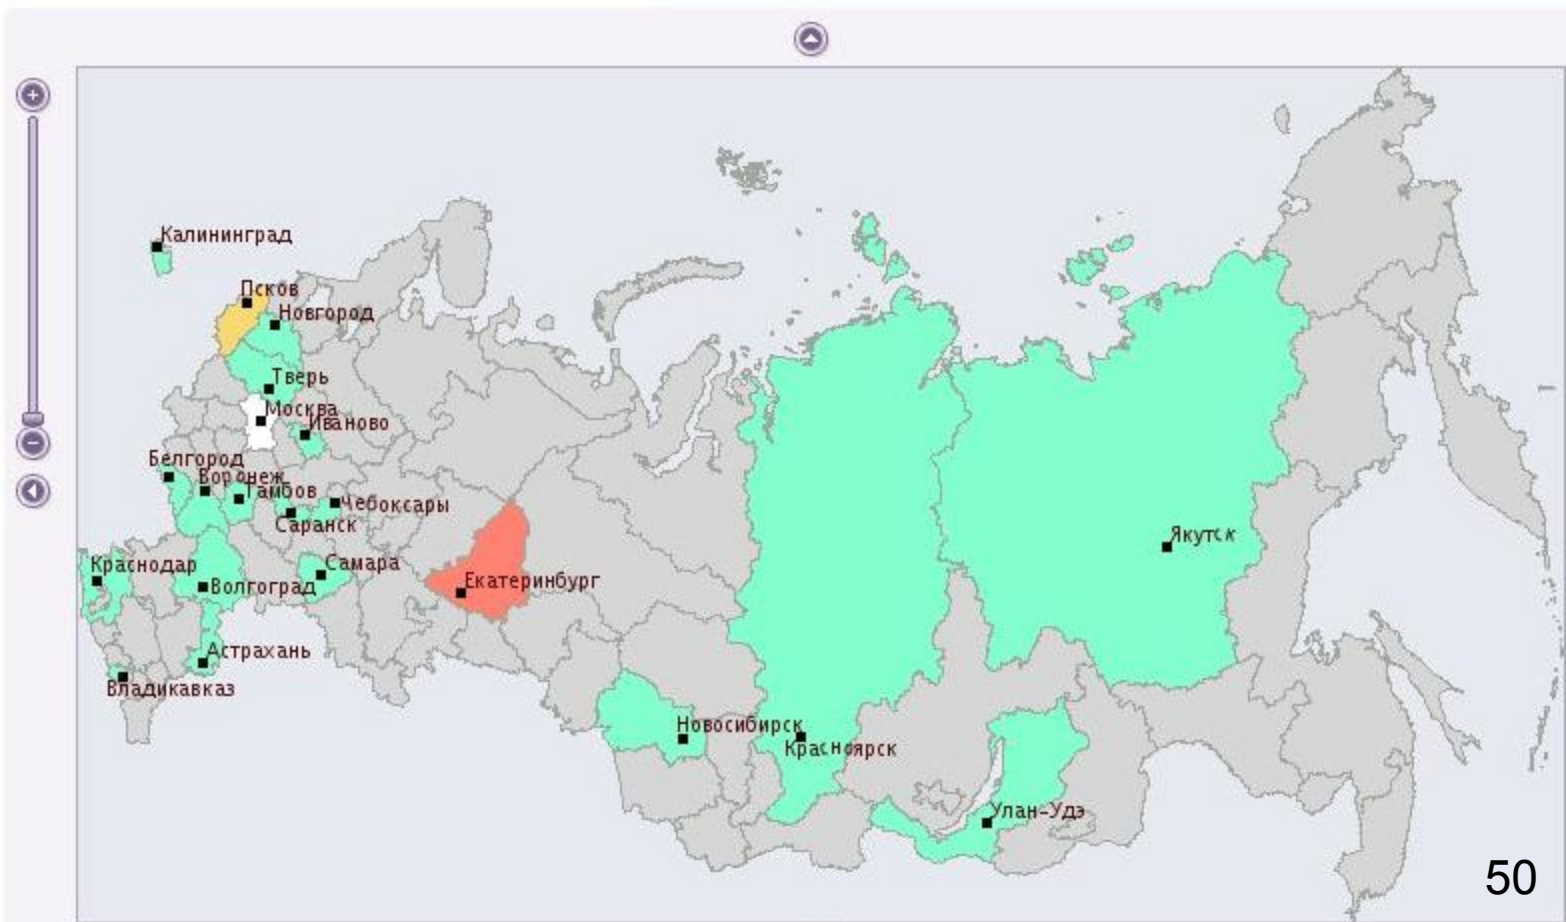 Калининград
Псков
Новгород
Тверь
Москва
Иваново
Белгород
Воронеж
Тамбов
Чебоксары
Саранск
Краснодар
Самара
Волгоград
Екатеринбург
Якутск
Астрахань
Владикавказ
Новосибирск
Красноярск
Улан-Удэ
50